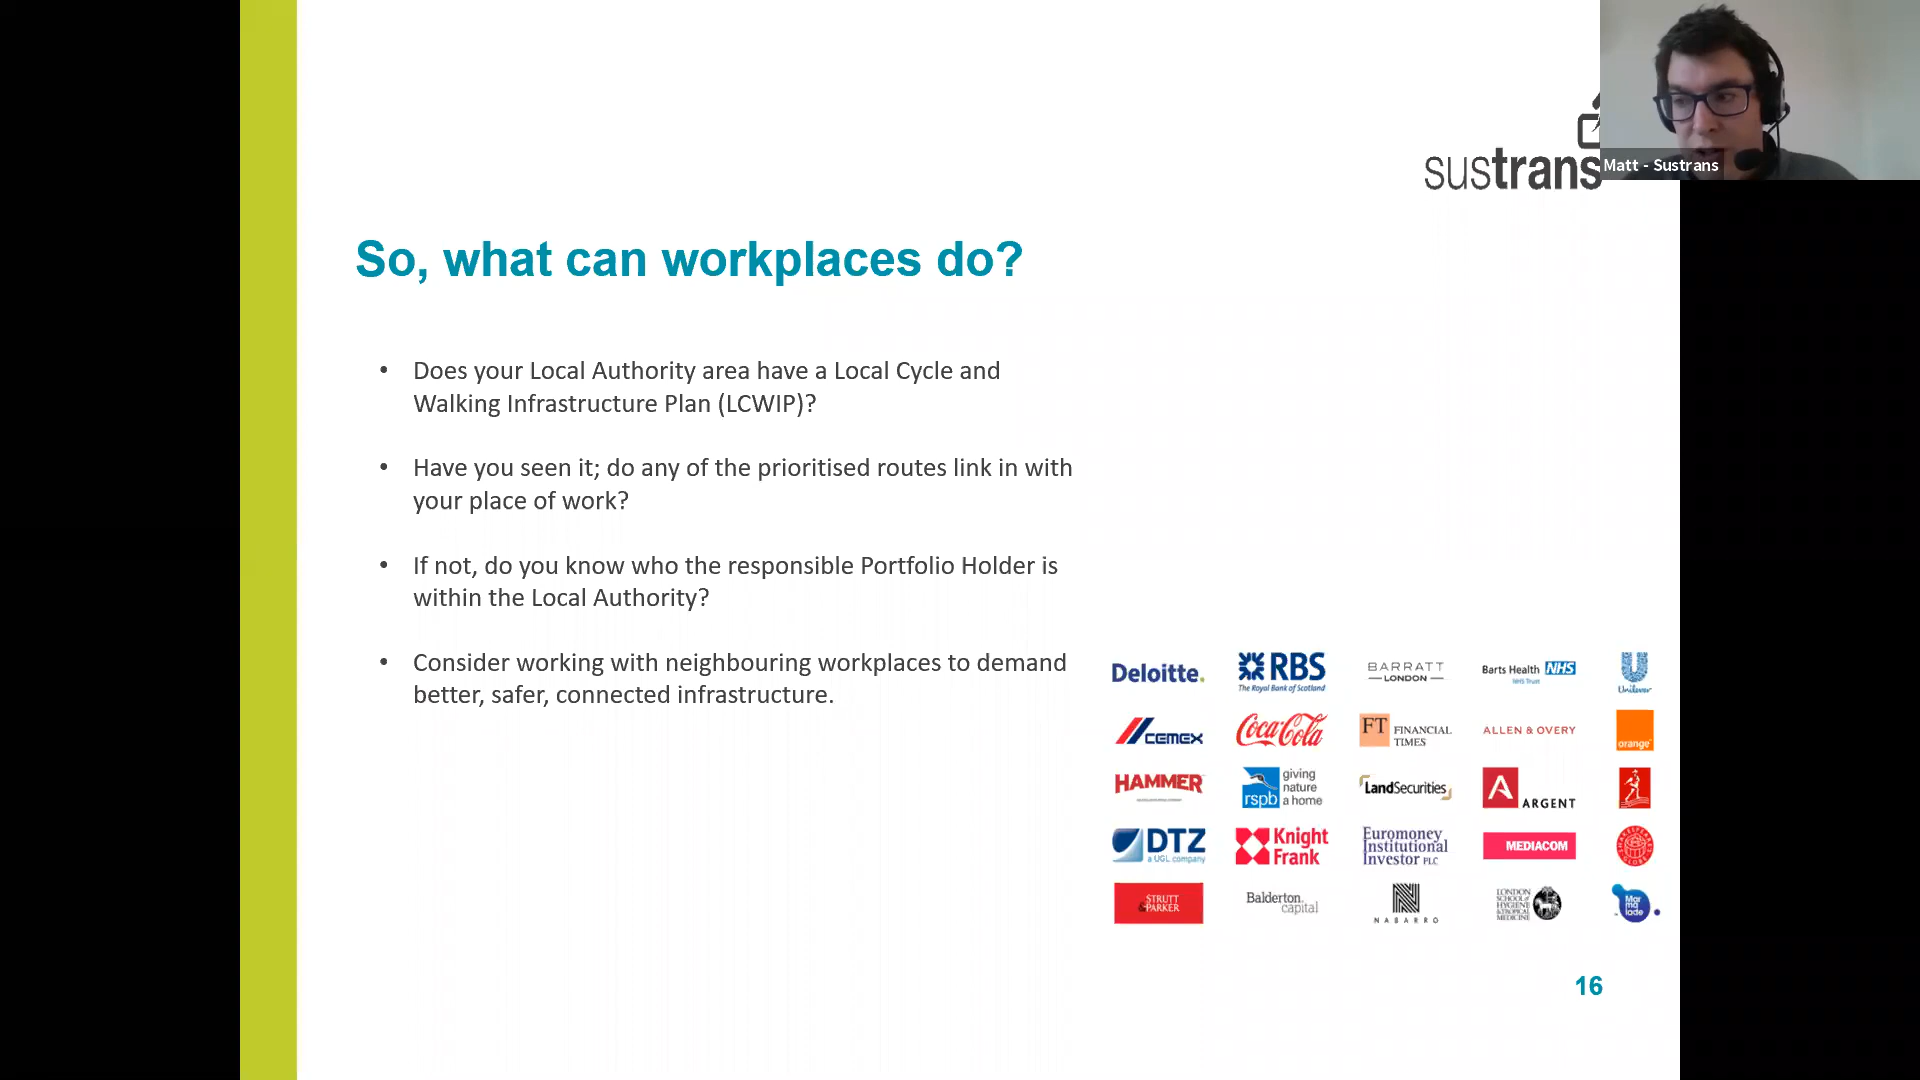 sustrans
Matt - Sustrans
So, what can workplaces do?
• Does your Local Authority area have a Local Cycle and
Walking Infrastructure Plan (LCWIP)?
• Have you seen it; do any of the prioritised routes link in with
your place of work?
• If not, do you know who the responsible Portfolio Holder is
within the Local Authority?
• Consider working with neighbouring workplaces to demand
better, safer, connected infrastructure.
Deloitte.
RBS
The Royal Bank of Scotland
BARRATT
LONDON
Barts Health NHS
NHS Trust
Unilever
CEMEX
Coca-Cola
FT FINANCIAL
TIMES
ALLEN & OVERY
orange
HAMMER
rspb
giving
nature
a home
LandSecurities
A ARGENT
DTZ
a UGL company
Knight
Frank
Euromoney
Institutional
Investor PLC
MEDIACOM
SHAKESPEARE'S
GLOBE
STRUTT
&PARKER
Balderton.
capital
NABARRO
LONDON
SCHOOL of
HYGIENE
& TROPICAL
MEDICINE
Mar
ma
lade
16